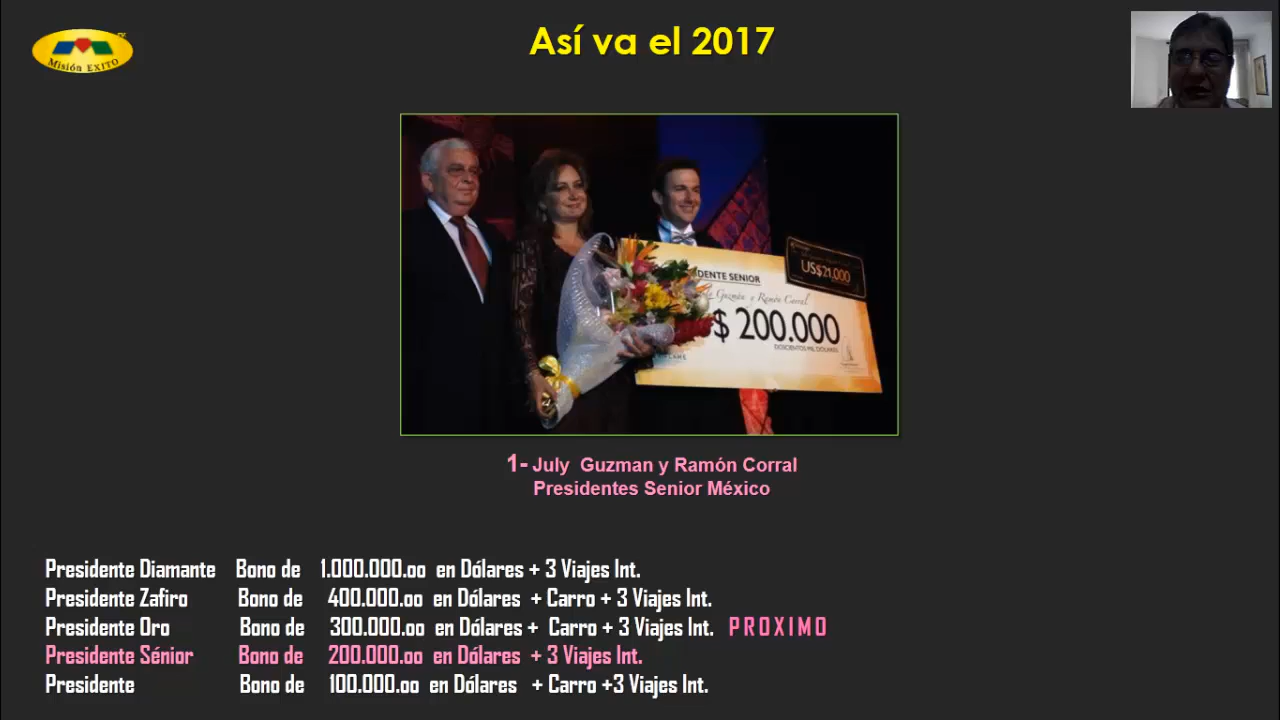 Misión EXITO
Así va el 2017
US$21,000
DENTE SENIOR
Guzmán y Ramón Corral
$ 200.000
DOSCIENTOS MIL DOLARES
1- July Guzman y Ramón Corral
Presidentes Senior México
Presidente Diamante Bono de 1.000.000.oo en Dólares + 3 Viajes Int.
Presidente Zafiro Bono de 400.000.oo en Dólares + Carro + 3 Viajes Int.
Presidente Oro Bono de 300.000.oo en Dólares + Carro + 3 Viajes Int. PROXIMO
Presidente Sénior Bono de 200.000.oo en Dólares + 3 Viajes Int.
Presidente Bono de 100.000.oo en Dólares + Carro +3 Viajes Int.